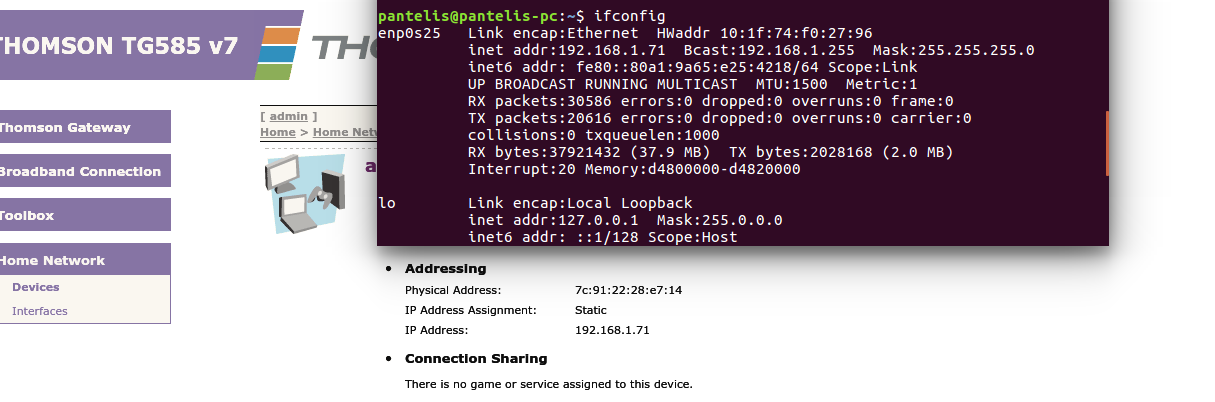 THOMSON TG585 v7
TH
Thomson Gateway
Broadband Connection
Toolbox
Home Network
Devices
Interfaces
[ admin ]
Home > Home Netw
a
pantelis@pantelis-pc:~$ ifconfig
enp0s25 Link encap:Ethernet HWaddr 10:1f:74:f0:27:96
inet addr:192.168.1.71 Bcast:192.168.1.255 Mask:255.255.255.0
inet6 addr: fe80::80a1:9a65:e25:4218/64 Scope:Link
UP BROADCAST RUNNING MULTICAST MTU:1500 Metric:1
RX packets:30586 errors:0 dropped:0 overruns:0 frame:0
TX packets:20616 errors:0 dropped:0 overruns:0 carrier:0
collisions:0 txqueuelen:1000
RX bytes:37921432 (37.9 MB) TX bytes:2028168 (2.0 MB)
Interrupt:20 Memory:d4800000-d4820000
lo Link encap:Local Loopback
inet addr:127.0.0.1 Mask:255.0.0.0
inet6 addr: ::1/128 Scope:Host
Addressing
Physical Address: 7c:91:22:28:e7:14
IP Address Assignment: Static
IP Address: 192.168.1.71
Connection Sharing
There is no game or service assigned to this device.